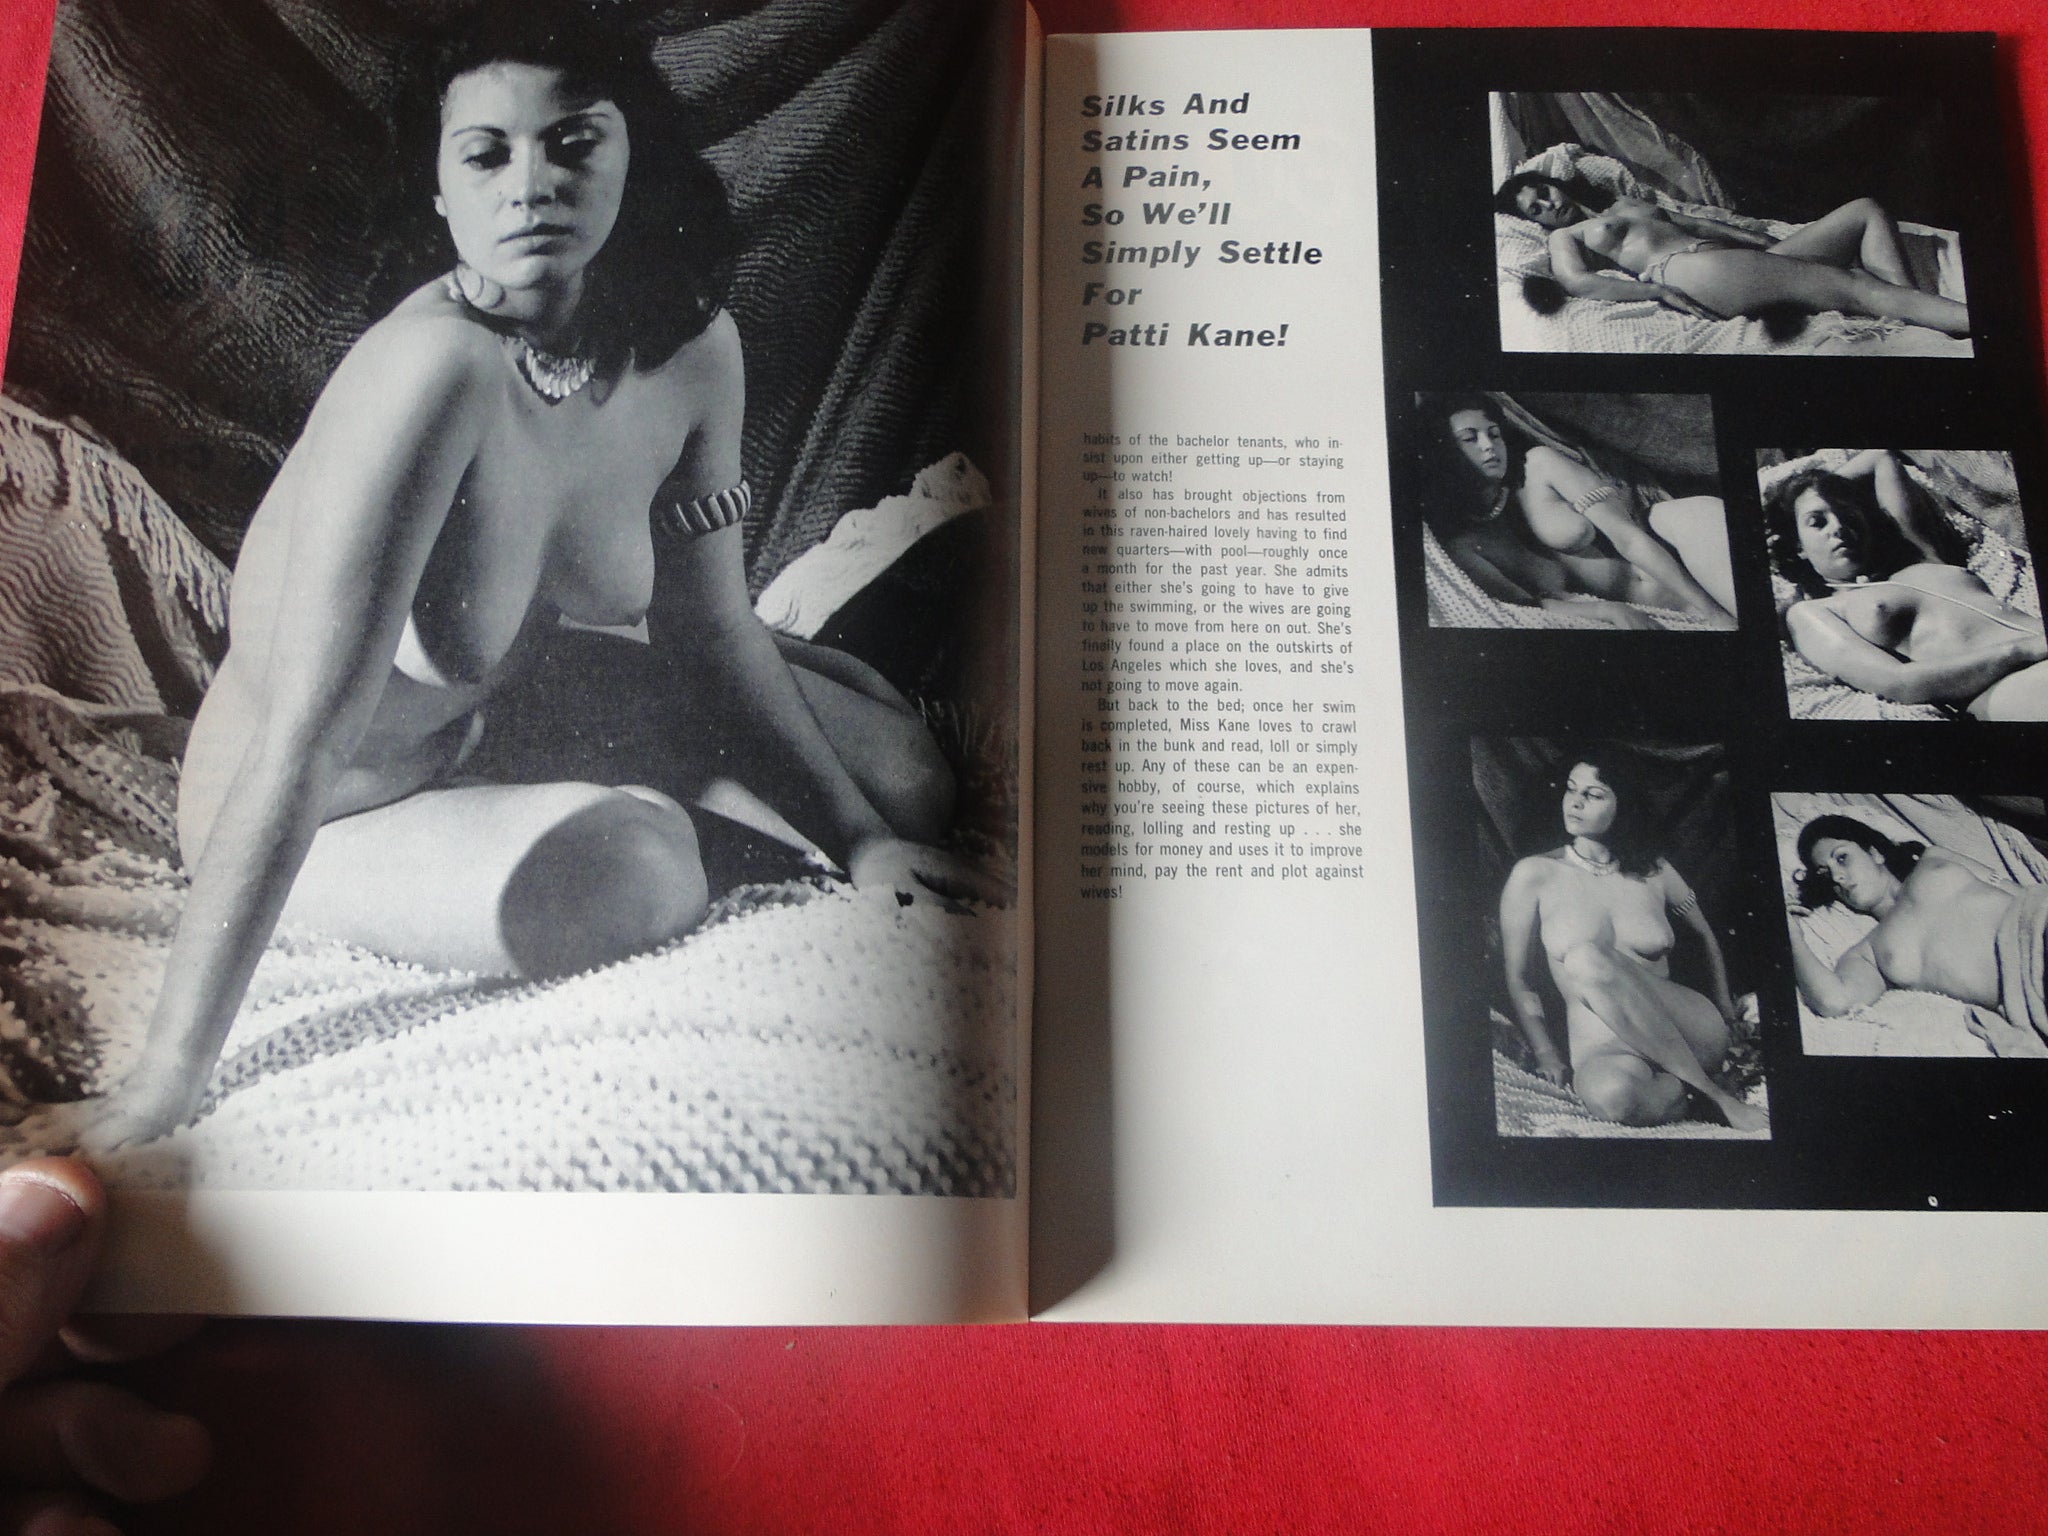 Silks And
Satins Seem
A Pain,
So We'll
Simply Settle
For
Patti Kane!
habits of the bachelor tenants, who in-
sist upon either getting up—or staying
up—to watch!
It also has brought objections from
wives of non-bachelors and has resulted
in this raven-haired lovely having to find
new quarters—with pool—roughly once
a month for the past year. She admits
that either she's going to have to give
up the swimming, or the wives are going
to have to move from here on out. She's
finally found a place on the outskirts of
Los Angeles which she loves, and she's
not going to move again.
But back to the bed; once her swim
is completed, Miss Kane loves to crawl
back in the bunk and read, loll or simply
rest up. Any of these can be an expen-
sive hobby, of course, which explains
why you're seeing these pictures of her,
reading, lolling and resting up . . . she
models for money and uses it to improve
her mind, pay the rent and plot against
wives!